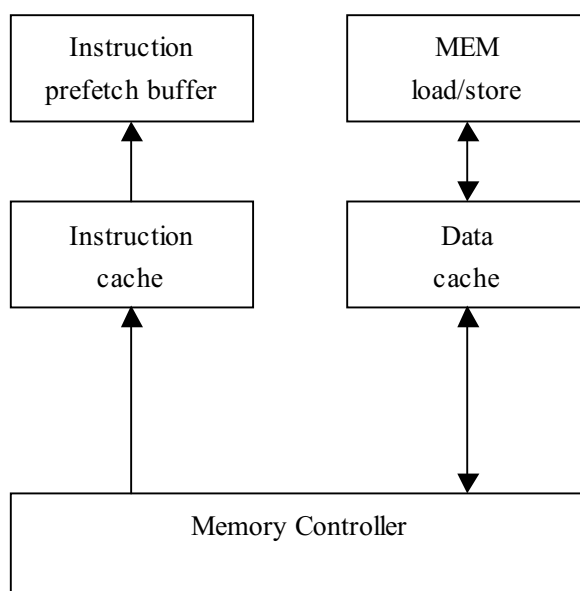 Instruction
prefetch buffer
MEM
load/store
Instruction
cache
Data
cache
Memory Controller